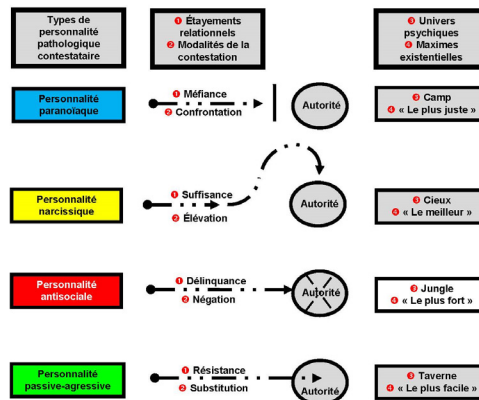 Types de
personnalité
pathologique
contestataire
❶ Étayements
relationnels
❷ Modalités de la
contestation
❸ Univers
psychiques
❹ Maximes
existentielles
Personnalité
paranoïaque
❶ Méfiance
❷ Confrontation
Autorité
❸ Camp
❹ « Le plus juste »
Personnalité
narcissique
❶ Suffisance
❷ Élévation
Autorité
❸ Cieux
❹ « Le meilleur »
Personnalité
antisociale
❶ Délinquance
❷ Négation
Autorité
❸ Jungle
❹ « Le plus fort »
Personnalité
passive-agressive
❶ Résistance
❷ Substitution
Autorité
❸ Taverne
❹ « Le plus facile »